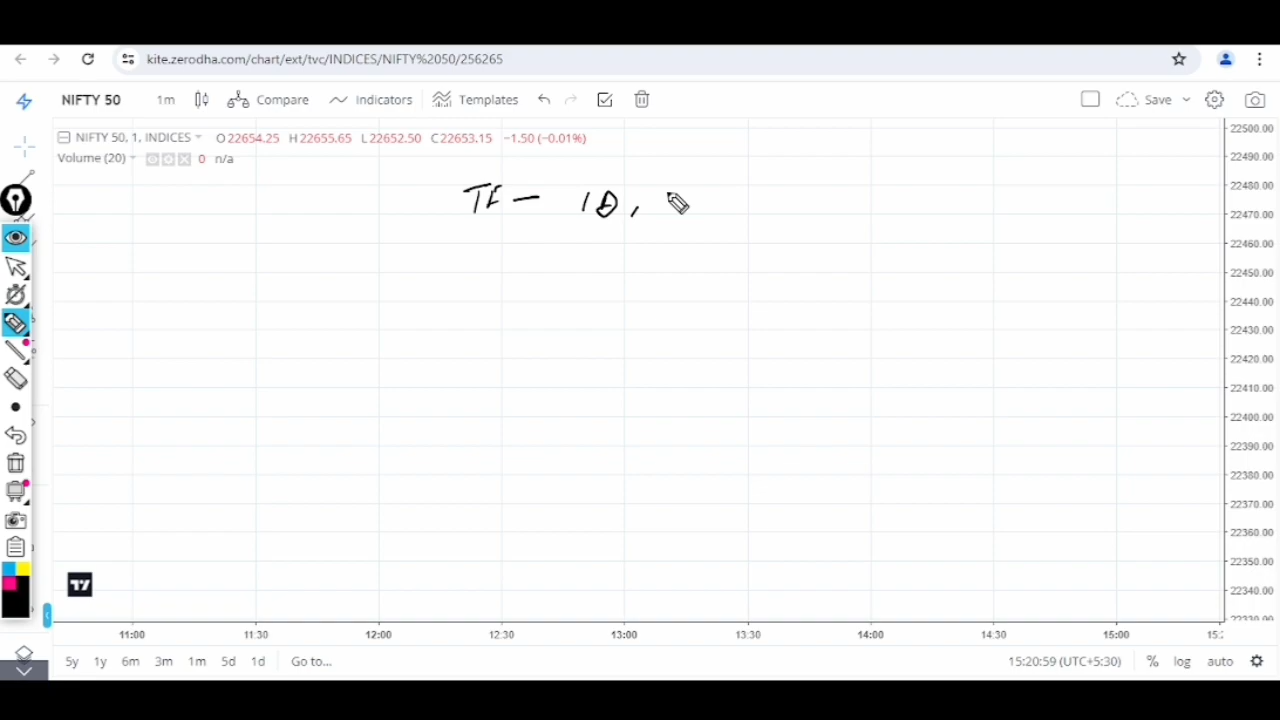 kite.zerodha.com/chart/ext/tvc/INDICES/NIFTY%2050/256265
NIFTY 50 1m Compare Indicators Templates Save
NIFTY 50, 1, INDICES O22654.25 H22655.65 L22652.50 C22653.15 −1.50 (−0.01%)
Volume (20) 0 n/a
TF — 1D,
22500.00
22490.00
22480.00
22470.00
22460.00
22450.00
22440.00
22430.00
22420.00
22410.00
22400.00
22390.00
22380.00
22370.00
22360.00
22350.00
22340.00
22330.00
11:00 11:30 12:00 12:30 13:00 13:30 14:00 14:30 15:00
5y 1y 6m 3m 1m 5d 1d Go to... 15:20:59 (UTC+5:30) % log auto